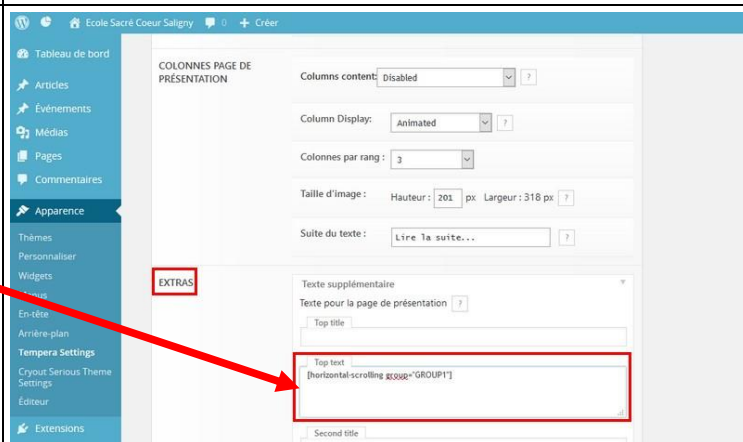 Ecole Sacré Coeur Saligny 0 + Créer
Tableau de bord
Articles
Événements
Médias
Pages
Commentaires
Apparence
Thèmes
Personnaliser
Widgets
Menus
En-tête
Arrière-plan
Tempera Settings
Cryout Serious Theme
Settings
Éditeur
Extensions
COLONNES PAGE DE
PRÉSENTATION
Columns content: Disabled ?
Column Display: Animated ?
Colonnes par rang : 3
Taille d'image : Hauteur : 201 px Largeur : 318 px ?
Suite du texte : Lire la suite... ?
EXTRAS
Texte supplémentaire
Texte pour la page de présentation ?
Top title
Top text
[horizontal-scrolling group="GROUP1"]
Second title